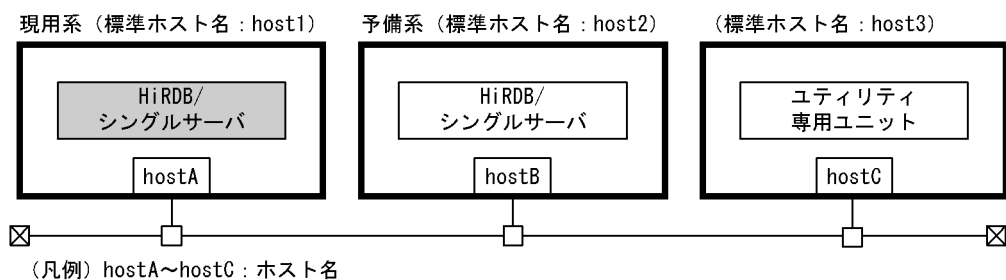 現用系（標準ホスト名：host1） 予備系（標準ホスト名：host2） （標準ホスト名：host3）
HiRDB/ HiRDB/ ユティリティ
シングルサーバ シングルサーバ 専用ユニット
hostA hostB hostC
（凡例）hostA～hostC：ホスト名